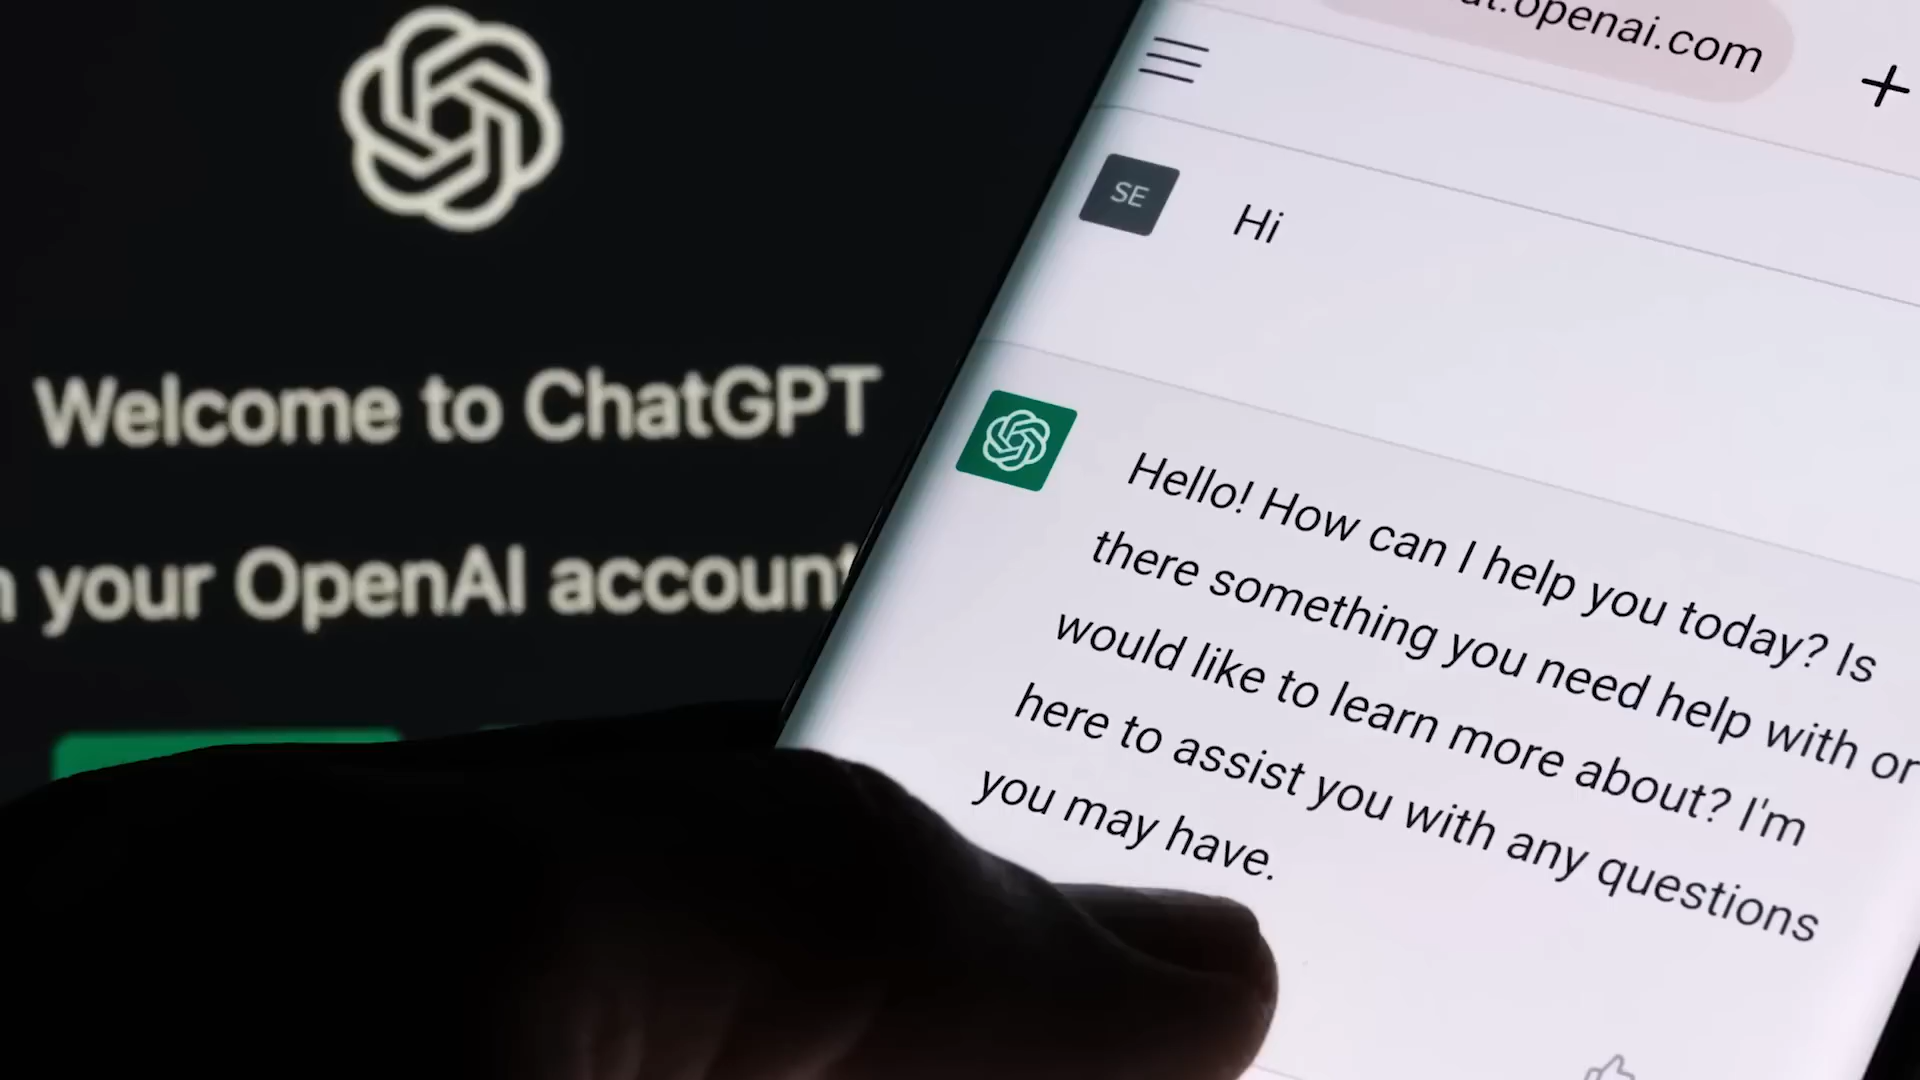 Welcome to ChatGPT
your OpenAI account
.openai.com
SE
Hi
Hello! How can I help you today? Is
there something you need help with or
would like to learn more about? I'm
here to assist you with any questions
you may have.